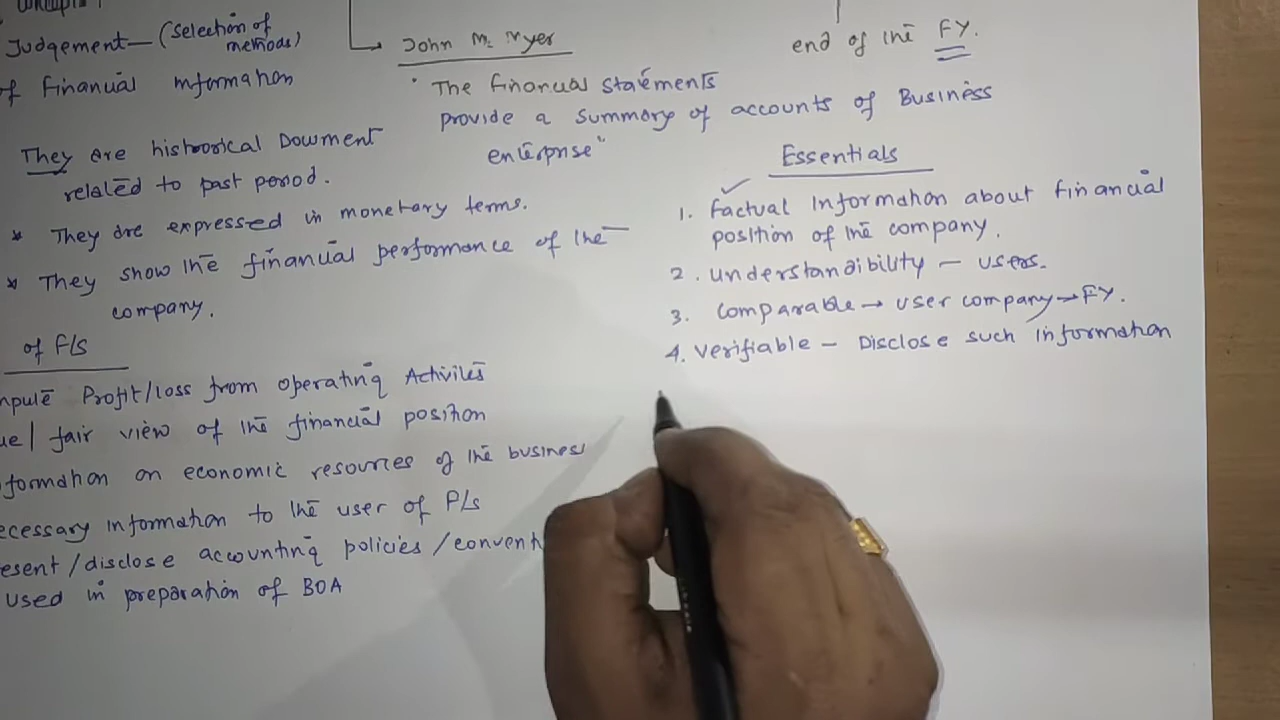 Concepts
Judgement — (Selection of methods)
of Financial information
They are historical Document
related to past period.
* They are expressed in monetary terms.
* They show the financial performance of the
company.
of F/s
Profit/loss from operating Activites
fair view of the financial position
on economic resources of the business
information to the user of F/s
/disclose accounting policies /
used in preparation of BOA
John
"The financial statements
provide a summary of accounts of Business
enterprise"
end of the FY.
Essentials
1. Factual Information about financial
position of the company.
2. Understandibility — users.
3. Comparable → user company → FY.
4. Verifiable — Disclose such information